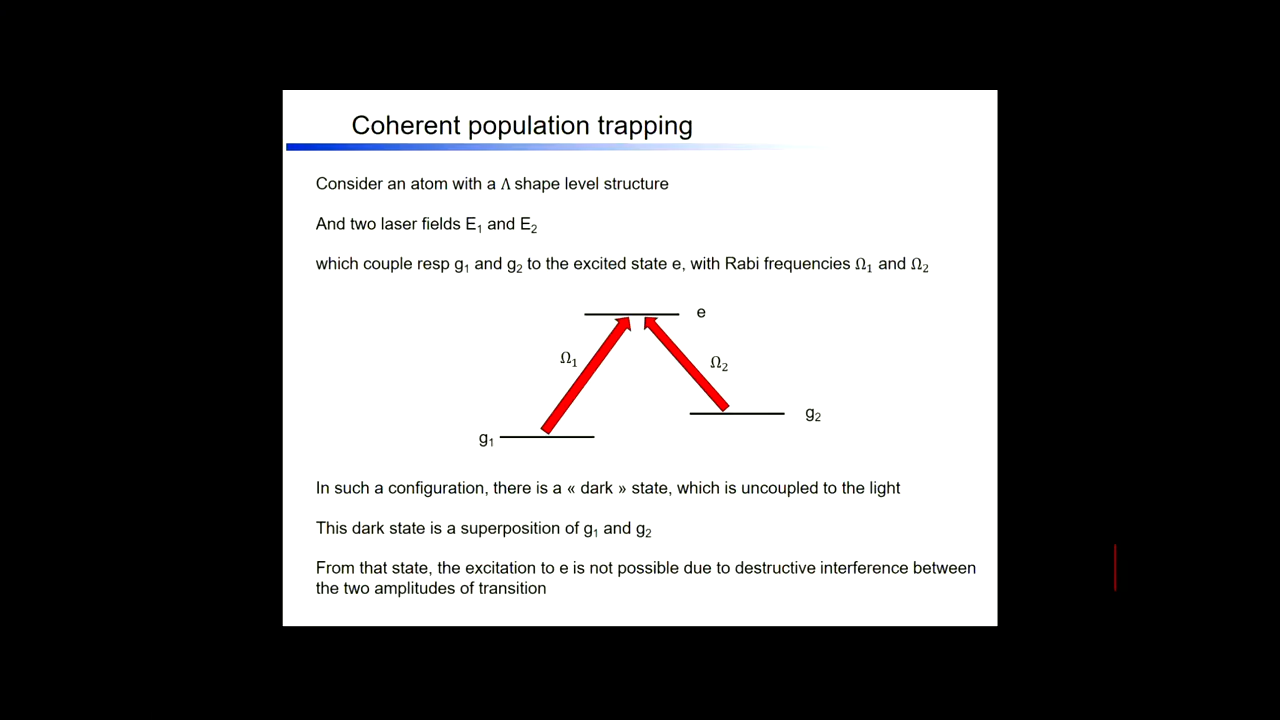 Coherent population trapping
Consider an atom with a Λ shape level structure
And two laser fields E₁ and E₂
which couple resp g₁ and g₂ to the excited state e, with Rabi frequencies Ω₁ and Ω₂
e
Ω₁
Ω₂
g₂
g₁
In such a configuration, there is a « dark » state, which is uncoupled to the light
This dark state is a superposition of g₁ and g₂
From that state, the excitation to e is not possible due to destructive interference between
the two amplitudes of transition